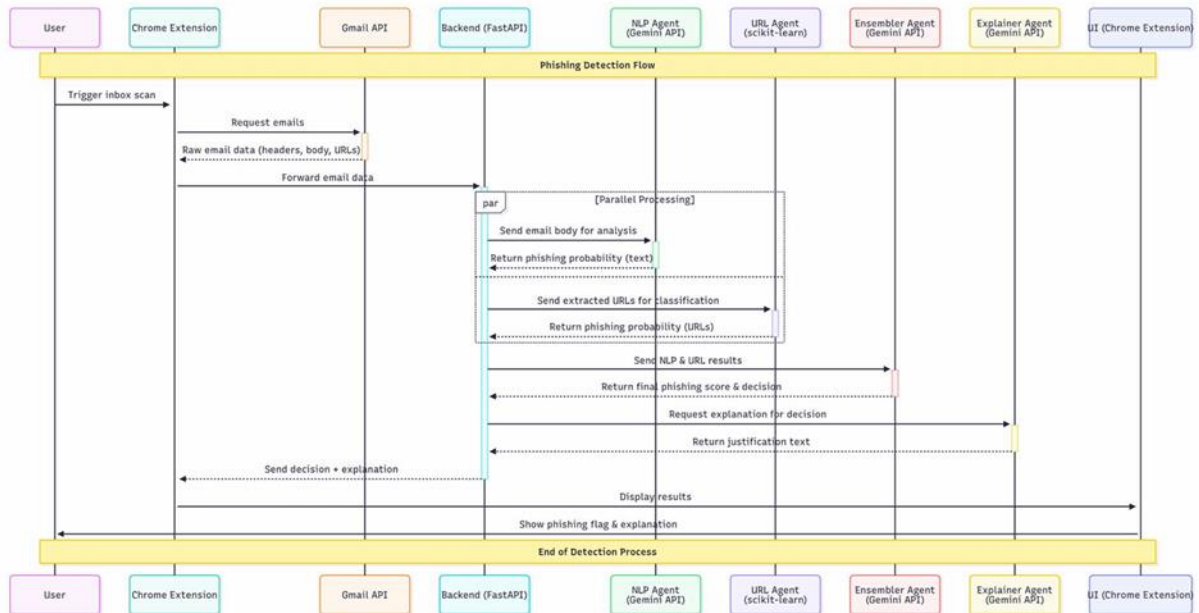 User
Chrome Extension
Gmail API
Backend (FastAPI)
NLP Agent
(Gemini API)
URL Agent
(scikit-learn)
Ensembler Agent
(Gemini API)
Explainer Agent
(Gemini API)
UI (Chrome Extension)
Phishing Detection Flow
Trigger inbox scan
Request emails
Raw email data (headers, body, URLs)
Forward email data
par
[Parallel Processing]
Send email body for analysis
Return phishing probability (text)
Send extracted URLs for classification
Return phishing probability (URLs)
Send NLP & URL results
Return final phishing score & decision
Request explanation for decision
Return justification text
Send decision + explanation
Display results
Show phishing flag & explanation
End of Detection Process
User
Chrome Extension
Gmail API
Backend (FastAPI)
NLP Agent
(Gemini API)
URL Agent
(scikit-learn)
Ensembler Agent
(Gemini API)
Explainer Agent
(Gemini API)
UI (Chrome Extension)